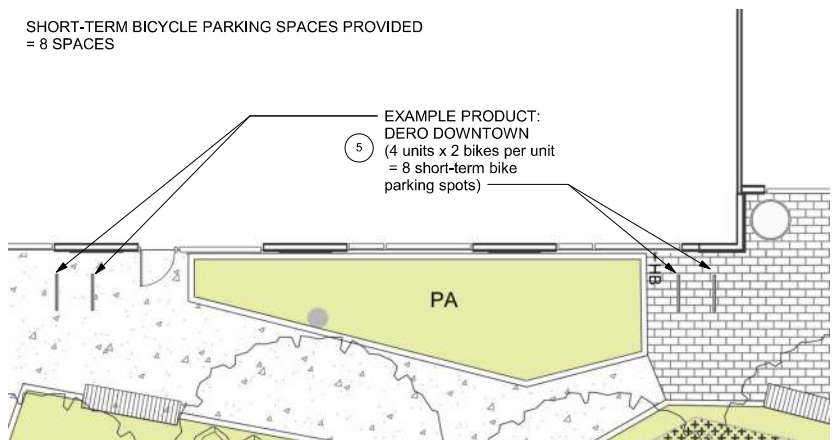 SHORT-TERM BICYCLE PARKING SPACES PROVIDED
= 8 SPACES
EXAMPLE PRODUCT:
DERO DOWNTOWN
5
(4 units x 2 bikes per unit
= 8 short-term bike
parking spots)
HB
PA